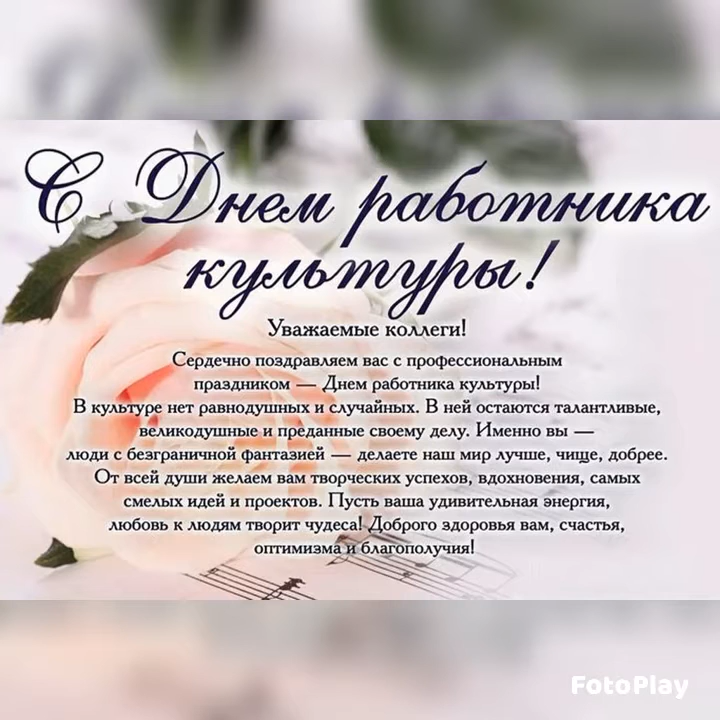 С Днем работника
культуры!
Уважаемые коллеги!
Сердечно поздравляем вас с профессиональным
праздником — Днем работника культуры!
В культуре нет равнодушных и случайных. В ней остаются талантливые,
великодушные и преданные своему делу. Именно вы —
люди с безграничной фантазией — делаете наш мир лучше, чище, добрее.
От всей души желаем вам творческих успехов, вдохновения, самых
смелых идей и проектов. Пусть ваша удивительная энергия,
любовь к людям творит чудеса! Доброго здоровья вам, счастья,
оптимизма и благополучия!
FotoPlay